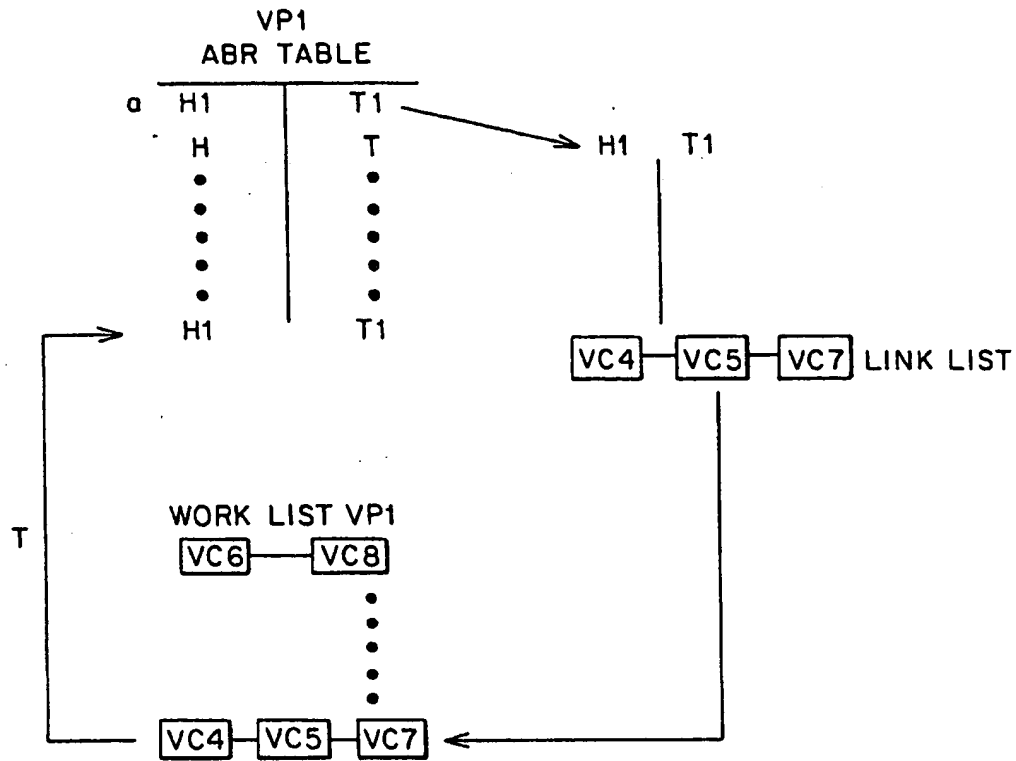 VP1
ABR TABLE
a H1 T1
H T
H1 T1
H1 T1
VC4 VC5 VC7 LINK LIST
T
WORK LIST VP1
VC6 VC8
VC4 VC5 VC7